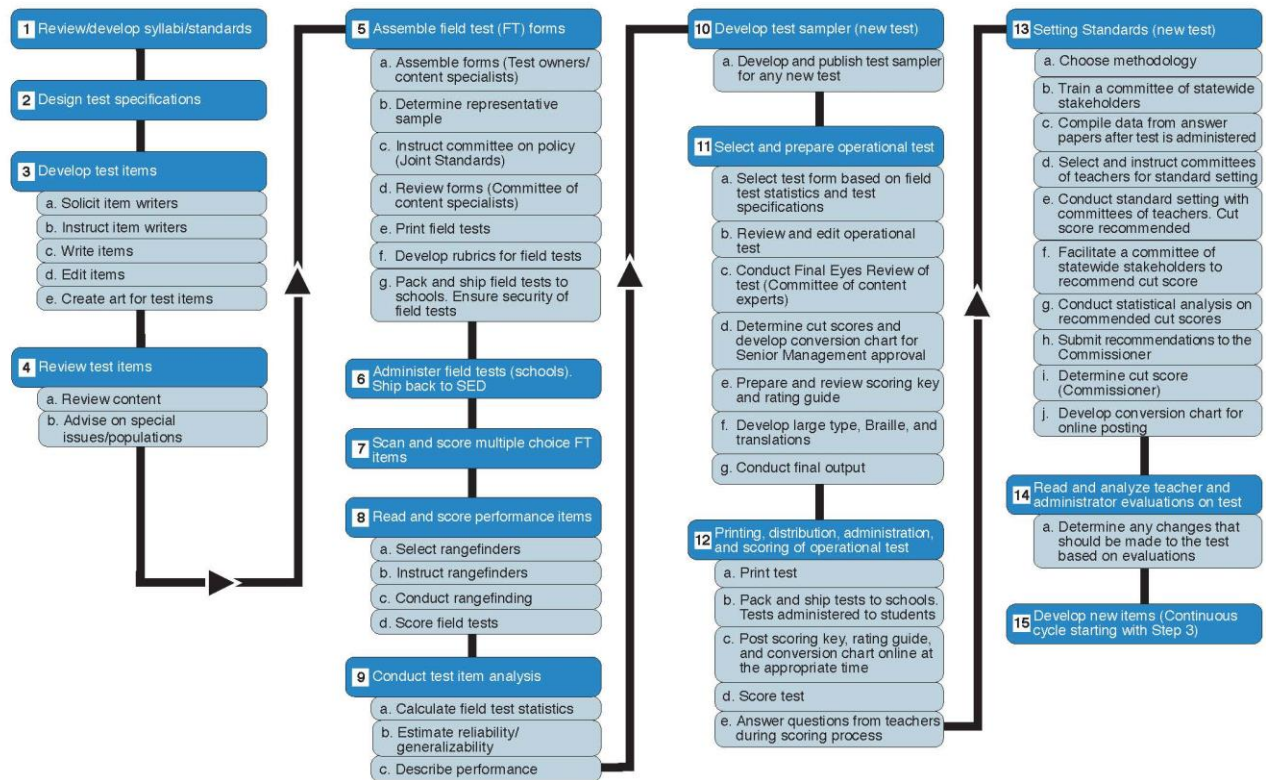 1 Review/develop syllabi/standards
2 Design test specifications
3 Develop test items
a. Solicit item writers
b. Instruct item writers
c. Write items
d. Edit items
e. Create art for test items
4 Review test items
a. Review content
b. Advise on special
issues/populations
5 Assemble field test (FT) forms
a. Assemble forms (Test owners/
content specialists)
b. Determine representative
sample
c. Instruct committee on policy
(Joint Standards)
d. Review forms (Committee of
content specialists)
e. Print field tests
f. Develop rubrics for field tests
g. Pack and ship field tests to
schools. Ensure security of
field tests
6 Administer field tests (schools).
Ship back to SED
7 Scan and score multiple choice FT
items
8 Read and score performance items
a. Select rangefinders
b. Instruct rangefinders
c. Conduct rangefinding
d. Score field tests
9 Conduct test item analysis
a. Calculate field test statistics
b. Estimate reliability/
generalizability
c. Describe performance
10 Develop test sampler (new test)
a. Develop and publish test sampler
for any new test
11 Select and prepare operational test
a. Select test form based on field
test statistics and test
specifications
b. Review and edit operational
test
c. Conduct Final Eyes Review of
test (Committee of content
experts)
d. Determine cut scores and
develop conversion chart for
Senior Management approval
e. Prepare and review scoring key
and rating guide
f. Develop large type, Braille, and
translations
g. Conduct final output
12 Printing, distribution, administration,
and scoring of operational test
a. Print test
b. Pack and ship tests to schools.
Tests administered to students
c. Post scoring key, rating guide,
and conversion chart online at
the appropriate time
d. Score test
e. Answer questions from teachers
during scoring process
13 Setting Standards (new test)
a. Choose methodology
b. Train a committee of statewide
stakeholders
c. Compile data from answer
papers after test is administered
d. Select and instruct committees
of teachers for standard setting
e. Conduct standard setting with
committees of teachers. Cut
score recommended
f. Facilitate a committee of
statewide stakeholders to
recommend cut score
g. Conduct statistical analysis on
recommended cut scores
h. Submit recommendations to the
Commissioner
i. Determine cut score
(Commissioner)
j. Develop conversion chart for
online posting
14 Read and analyze teacher and
administrator evaluations on test
a. Determine any changes that
should be made to the test
based on evaluations
15 Develop new items (Continuous
cycle starting with Step 3)